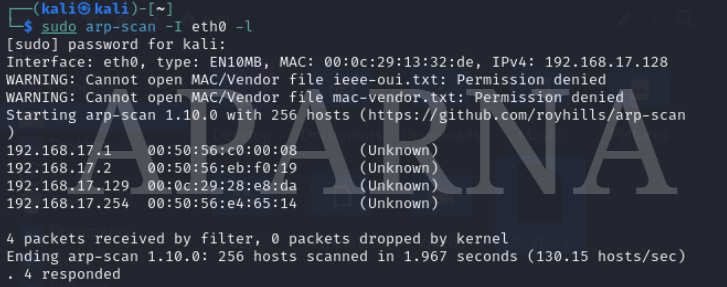 ┌──(kali㉿kali)-[~]
└─$ sudo arp-scan -I eth0 -l
[sudo] password for kali:
Interface: eth0, type: EN10MB, MAC: 00:0c:29:13:32:de, IPv4: 192.168.17.128
WARNING: Cannot open MAC/Vendor file ieee-oui.txt: Permission denied
WARNING: Cannot open MAC/Vendor file mac-vendor.txt: Permission denied
Starting arp-scan 1.10.0 with 256 hosts (https://github.com/royhills/arp-scan
)
192.168.17.1    00:50:56:c0:00:08       (Unknown)
192.168.17.2    00:50:56:eb:f0:19       (Unknown)
192.168.17.129  00:0c:29:28:e8:da       (Unknown)
192.168.17.254  00:50:56:e4:65:14       (Unknown)
APARNA
4 packets received by filter, 0 packets dropped by kernel
Ending arp-scan 1.10.0: 256 hosts scanned in 1.967 seconds (130.15 hosts/sec)
. 4 responded